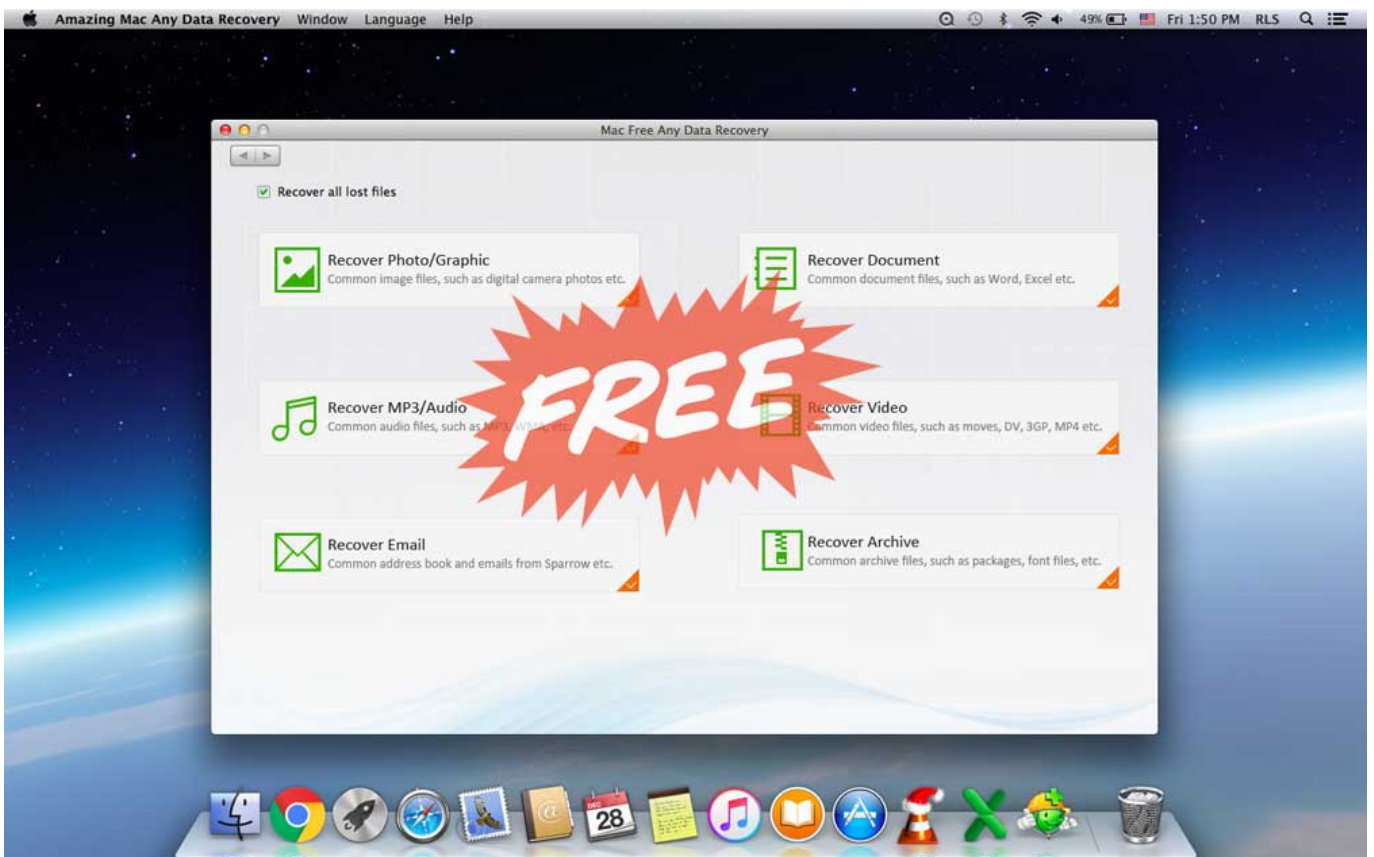 Amazing Mac Any Data Recovery Window Language Help 49% Fri 1:50 PM RLS
Mac Free Any Data Recovery
Recover all lost files
Recover Photo/Graphic
Common image files, such as digital camera photos etc.
Recover Document
Common document files, such as Word, Excel etc.
FREE
Recover MP3/Audio
Common audio files, such as MP3, WMA, etc.
Recover Video
Common video files, such as moves, DV, 3GP, MP4 etc.
Recover Email
Common address book and emails from Sparrow etc.
Recover Archive
Common archive files, such as packages, font files, etc.
DEC
28